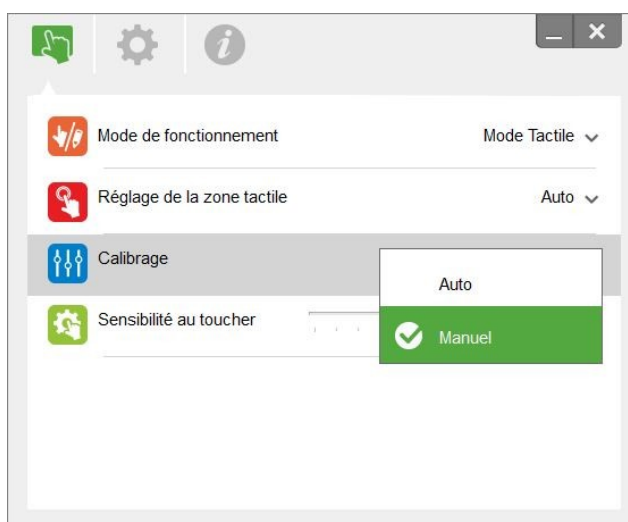 Mode de fonctionnement Mode Tactile
Réglage de la zone tactile Auto
Calibrage
Auto
Sensibilité au toucher
Manuel